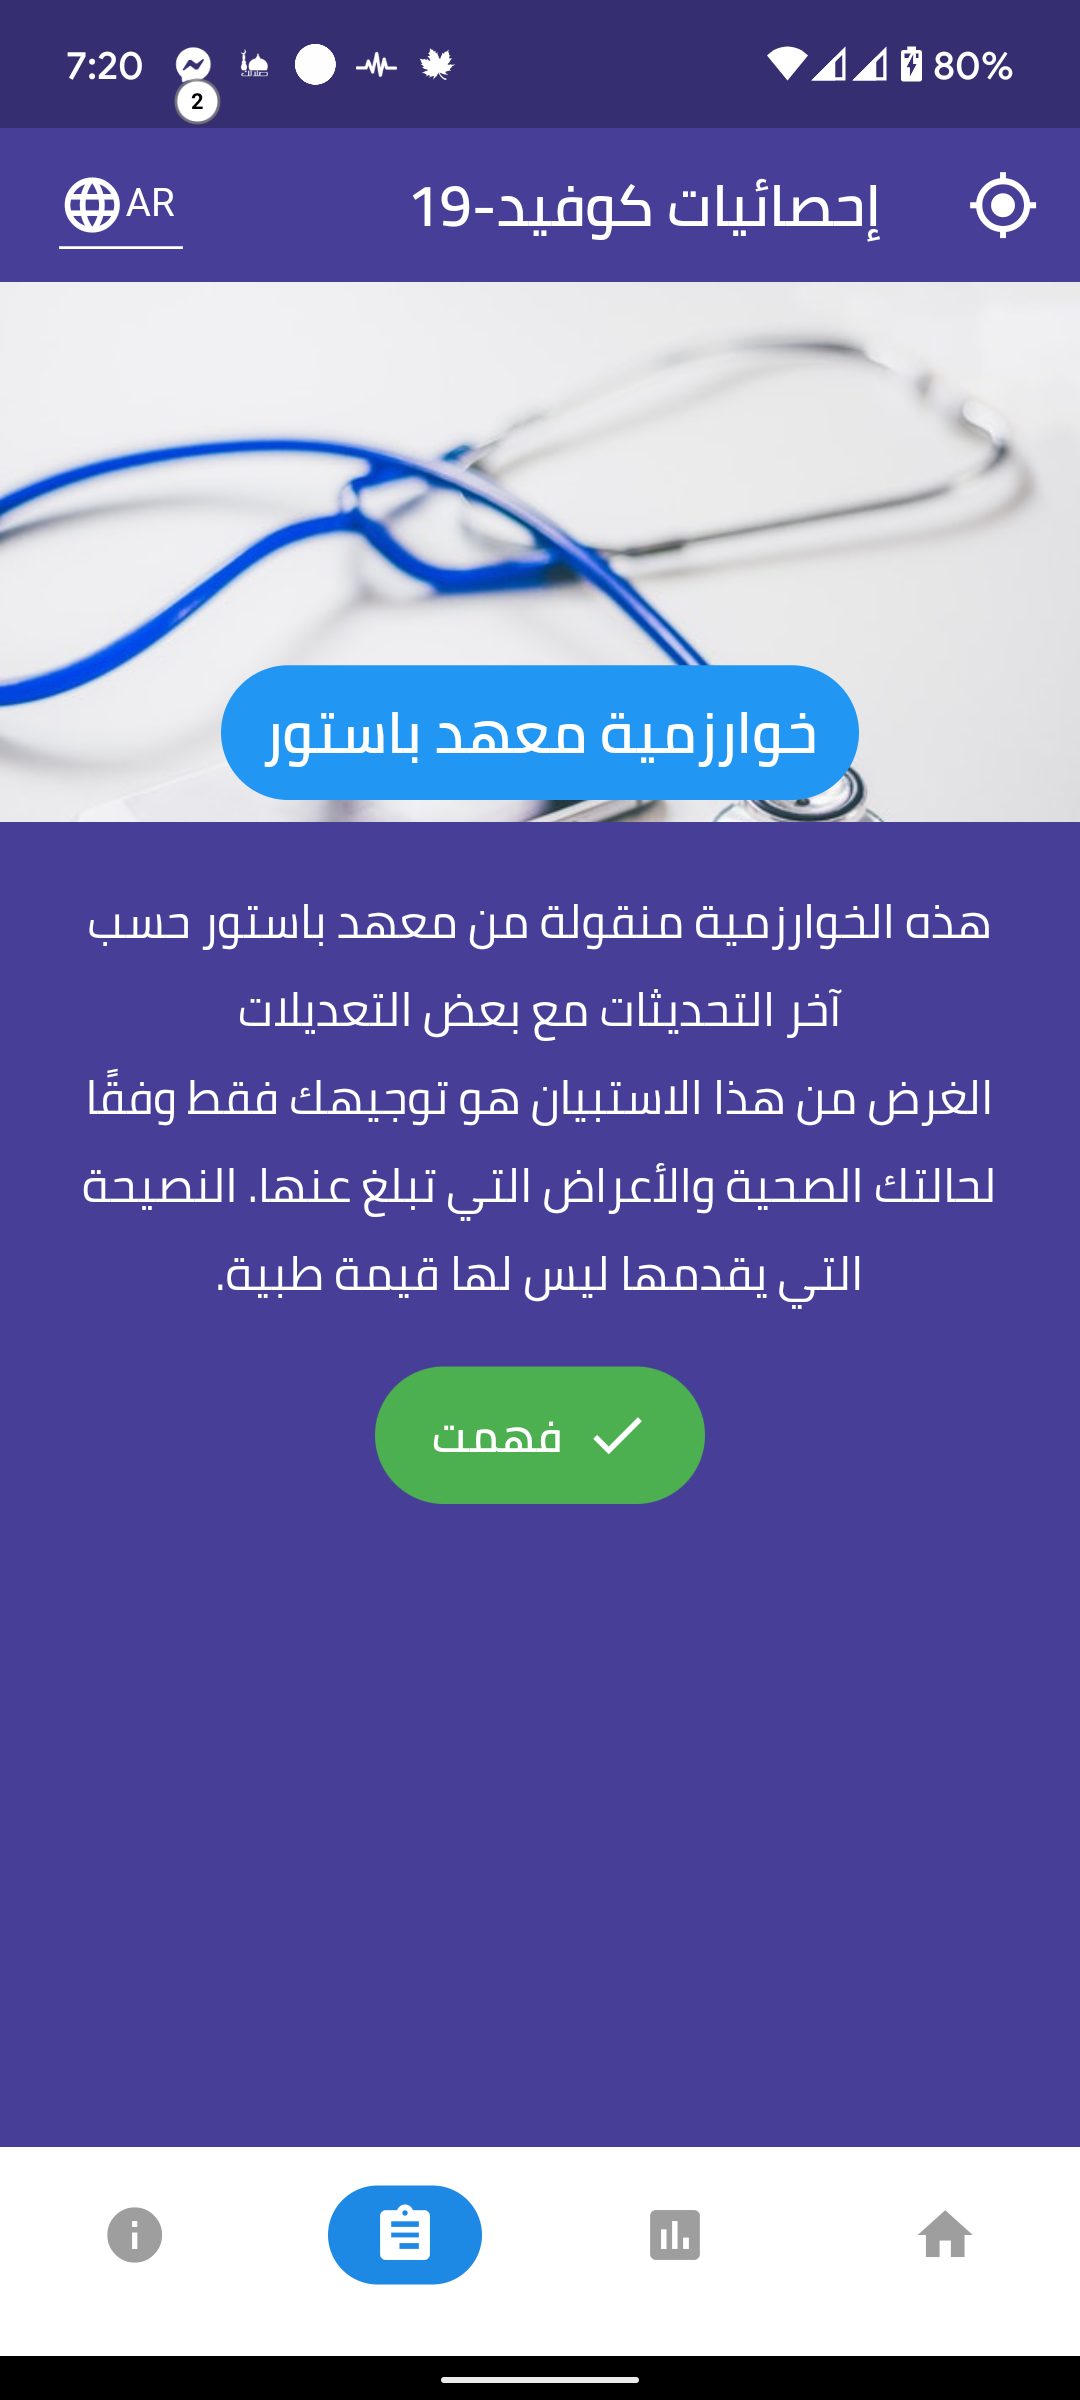 7:20
2
80%
إحصائيات كوفيد-19
AR
خوارزمية معهد باستور
هذه الخوارزمية منقولة من معهد باستور حسب
آخر التحديثات مع بعض التعديلات
الغرض من هذا الاستبيان هو توجيهك فقط وفقًا
لحالتك الصحية والأعراض التي تبلغ عنها. النصيحة
التي يقدمها ليس لها قيمة طبية.
فهمت